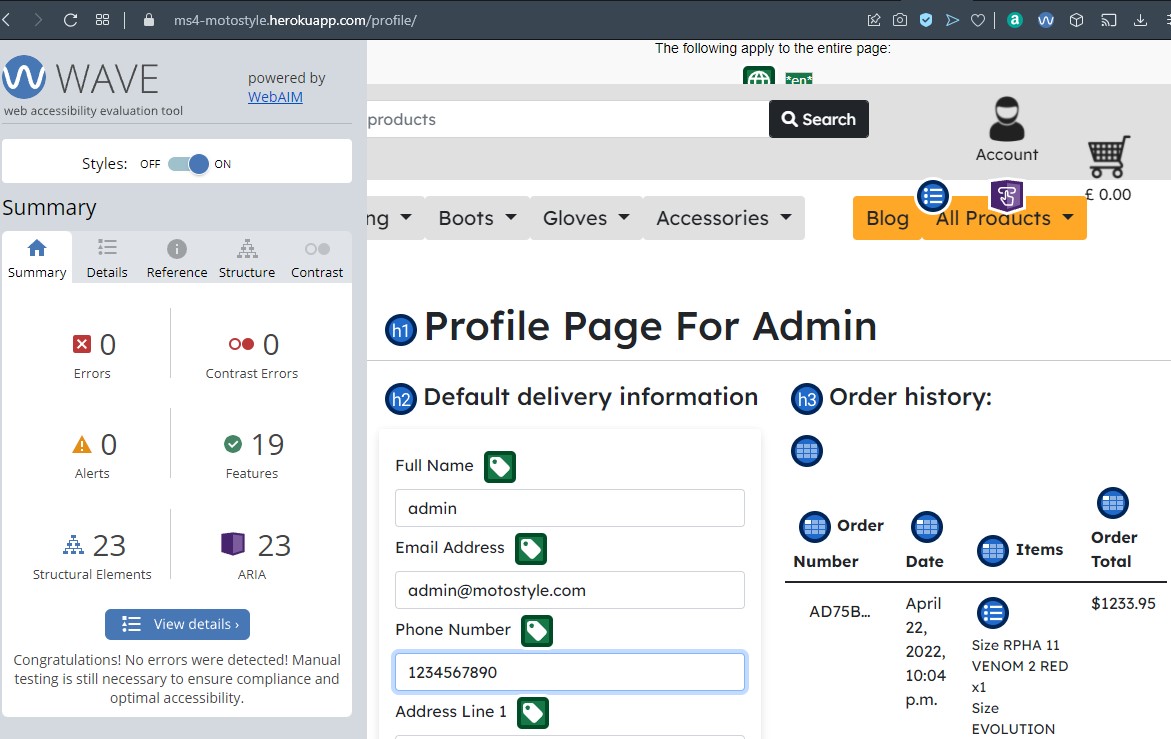 ms4-motostyle.herokuapp.com/profile/
The following apply to the entire page:
*en*
WAVE
powered by
WebAIM
web accessibility evaluation tool
Styles: OFF ON
Summary
Summary Details Reference Structure Contrast
0 0
Errors Contrast Errors
0 19
Alerts Features
23 23
Structural Elements ARIA
View details ›
Congratulations! No errors were detected! Manual
testing is still necessary to ensure compliance and
optimal accessibility.
products
Search
Account
£ 0.00
ng Boots Gloves Accessories Blog All Products
h1 Profile Page For Admin
h2 Default delivery information
Full Name
admin
Email Address
admin@motostyle.com
Phone Number
1234567890
Address Line 1
h3 Order history:
Order
Number
Date
Items
Order
Total
AD75B...
April
22,
2022,
10:04
p.m.
Size RPHA 11
VENOM 2 RED
x1
Size
EVOLUTION
$1233.95